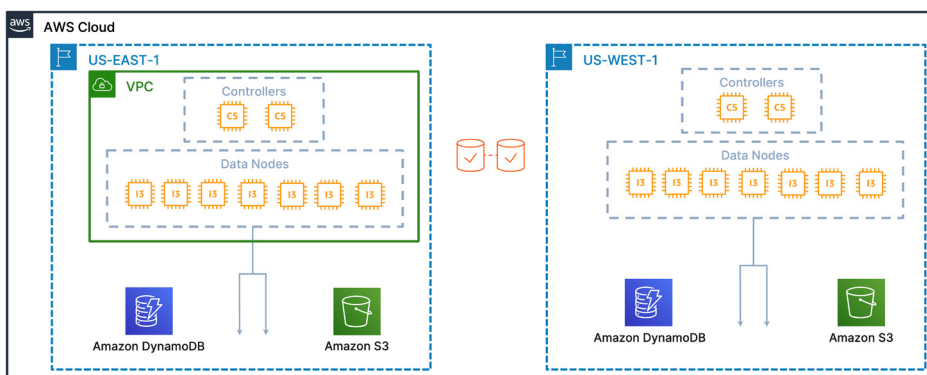 aws
AWS Cloud
US-EAST-1
VPC
Controllers
C5 C5
Data Nodes
I3 I3 I3 I3 I3 I3 I3
Amazon DynamoDB
Amazon S3
US-WEST-1
Controllers
C5 C5
Data Nodes
I3 I3 I3 I3 I3 I3 I3
Amazon DynamoDB
Amazon S3